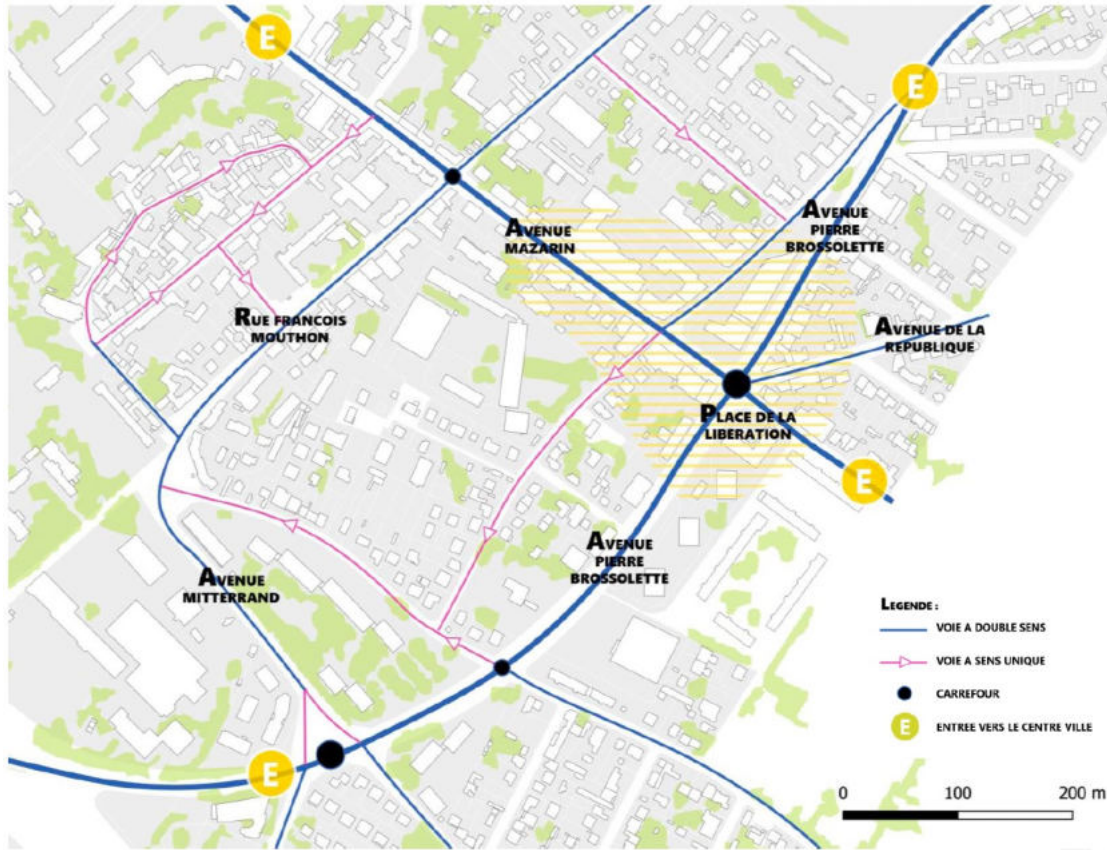 E
E
AVENUE
MAZARIN
AVENUE
PIERRE
BROSSOLETTE
RUE FRANCOIS
MOUTHON
AVENUE DE LA
REPUBLIQUE
PLACE DE LA
LIBERATION
E
AVENUE
PIERRE
BROSSOLETTE
AVENUE
MITTERRAND
E
LEGENDE :
VOIE A DOUBLE SENS
VOIE A SENS UNIQUE
CARREFOUR
E ENTREE VERS LE CENTRE VILLE
0 100 200 m